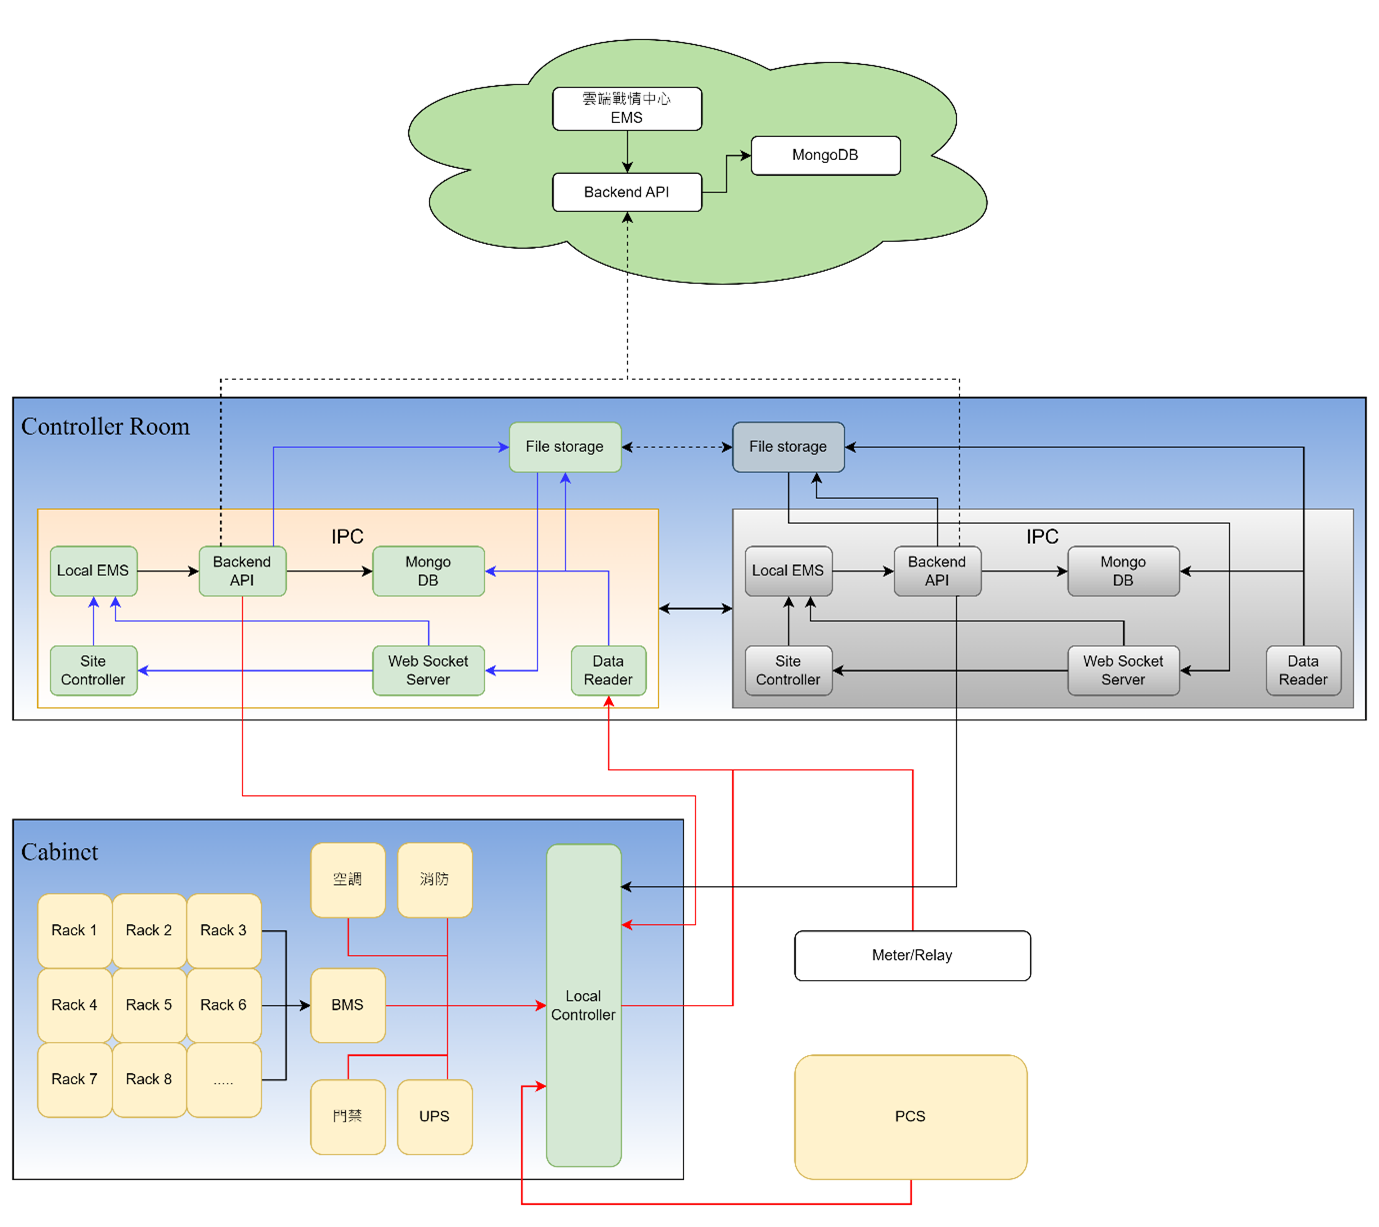 雲端戰情中心
EMS
MongoDB
Backend API
Controller Room
File storage
File storage
IPC
IPC
Local EMS
Backend
API
Mongo
DB
Local EMS
Backend
API
Mongo
DB
Site
Controller
Web Socket
Server
Data
Reader
Site
Controller
Web Socket
Server
Data
Reader
Cabinet
空調
消防
Rack 1
Rack 2
Rack 3
Meter/Relay
Rack 4
Rack 5
Rack 6
BMS
Local
Controller
Rack 7
Rack 8
.....
門禁
UPS
PCS